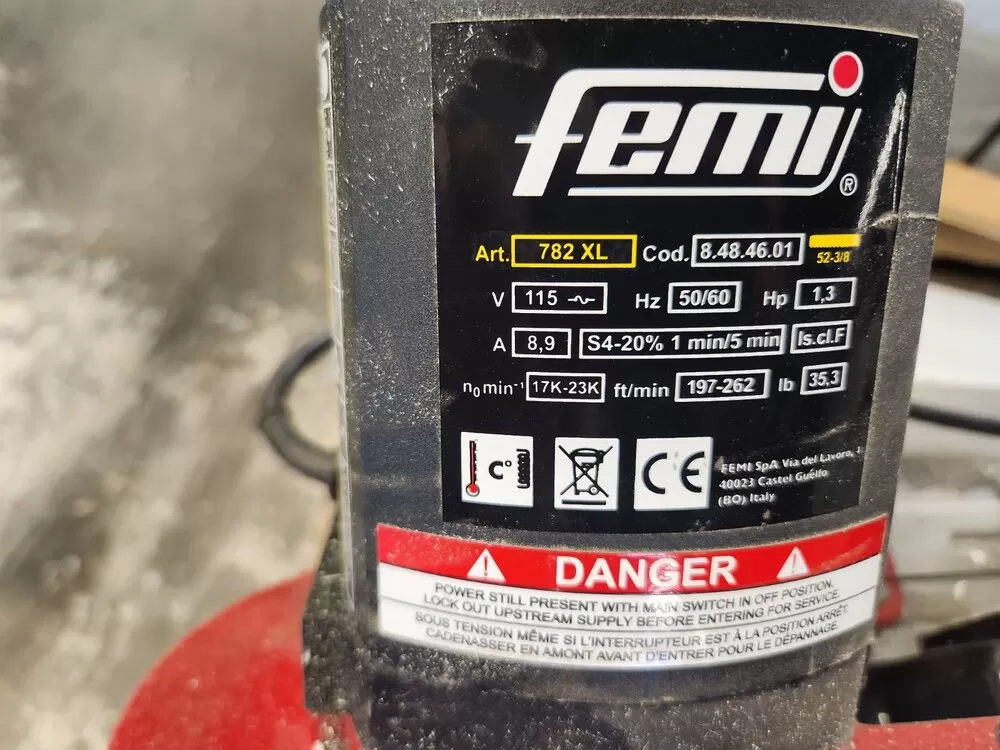 femi ®
Art. 782 XL Cod. 8.48.46.01 52-3/8
V 115 Hz 50/60 Hp 1,3
A 8,9 S4-20% 1 min/5 min Is.cl.F
n₀ min⁻¹ 17K-23K ft/min 197-262 lb 35,3
C° CE
FEMI SpA Via del Lavoro, 1
40023 Castel Guelfo
(BO) Italy
DANGER
POWER STILL PRESENT WITH MAIN SWITCH IN OFF POSITION.
LOCK OUT UPSTREAM SUPPLY BEFORE ENTERING FOR SERVICE.
SOUS TENSION MÊME SI L'INTERRUPTEUR EST À LA POSITION ARRÊT.
CADENASSER EN AMONT AVANT D'ENTRER POUR LE DÉPANNAGE.